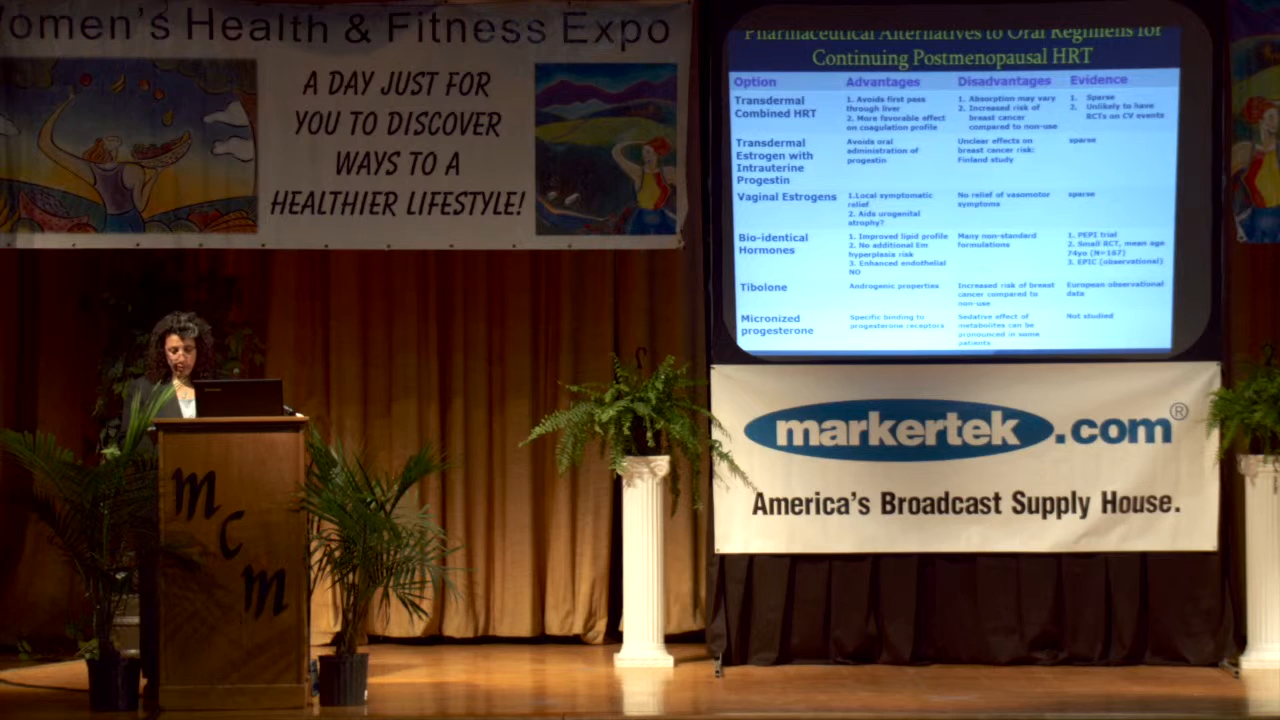 omen's Health & Fitness Expo
A DAY JUST FOR
YOU TO DISCOVER
WAYS TO A
HEALTHIER LIFESTYLE!
Pharmaceutical Alternatives to Oral Regimens for
Continuing Postmenopausal HRT
Option Advantages Disadvantages Evidence
Transdermal
Combined HRT
1. Avoids first pass
through liver
2. More favorable effect
on coagulation profile
1. Absorption may vary
2. Increased risk of
breast cancer
compared to non-use
1. Sparse
2. Unlikely to have
RCTs on CV events
Transdermal
Estrogen with
Intrauterine
Progestin
Avoids oral
administration of
progestin
Unclear effects on
breast cancer risk:
Finland study
sparse
Vaginal Estrogens
1.Local symptomatic
relief
2. Aids urogenital
atrophy?
No relief of vasomotor
symptoms
sparse
Bio-identical
Hormones
1. Improved lipid profile
2. No additional Em
hyperplasia risk
3. Enhanced endothelial
NO
Many non-standard
formulations
1. PEPI trial
2. Small RCT, mean age
74yo (N=167)
3. EPIC (observational)
Tibolone
Androgenic properties
Increased risk of breast
cancer compared to
non-use
European observational
data
Micronized
progesterone
Specific binding to
progesterone receptors
Sedative effect of
metabolites can be
pronounced in some
patients
Not studied
markertek.com®
America's Broadcast Supply House.
m
c
m